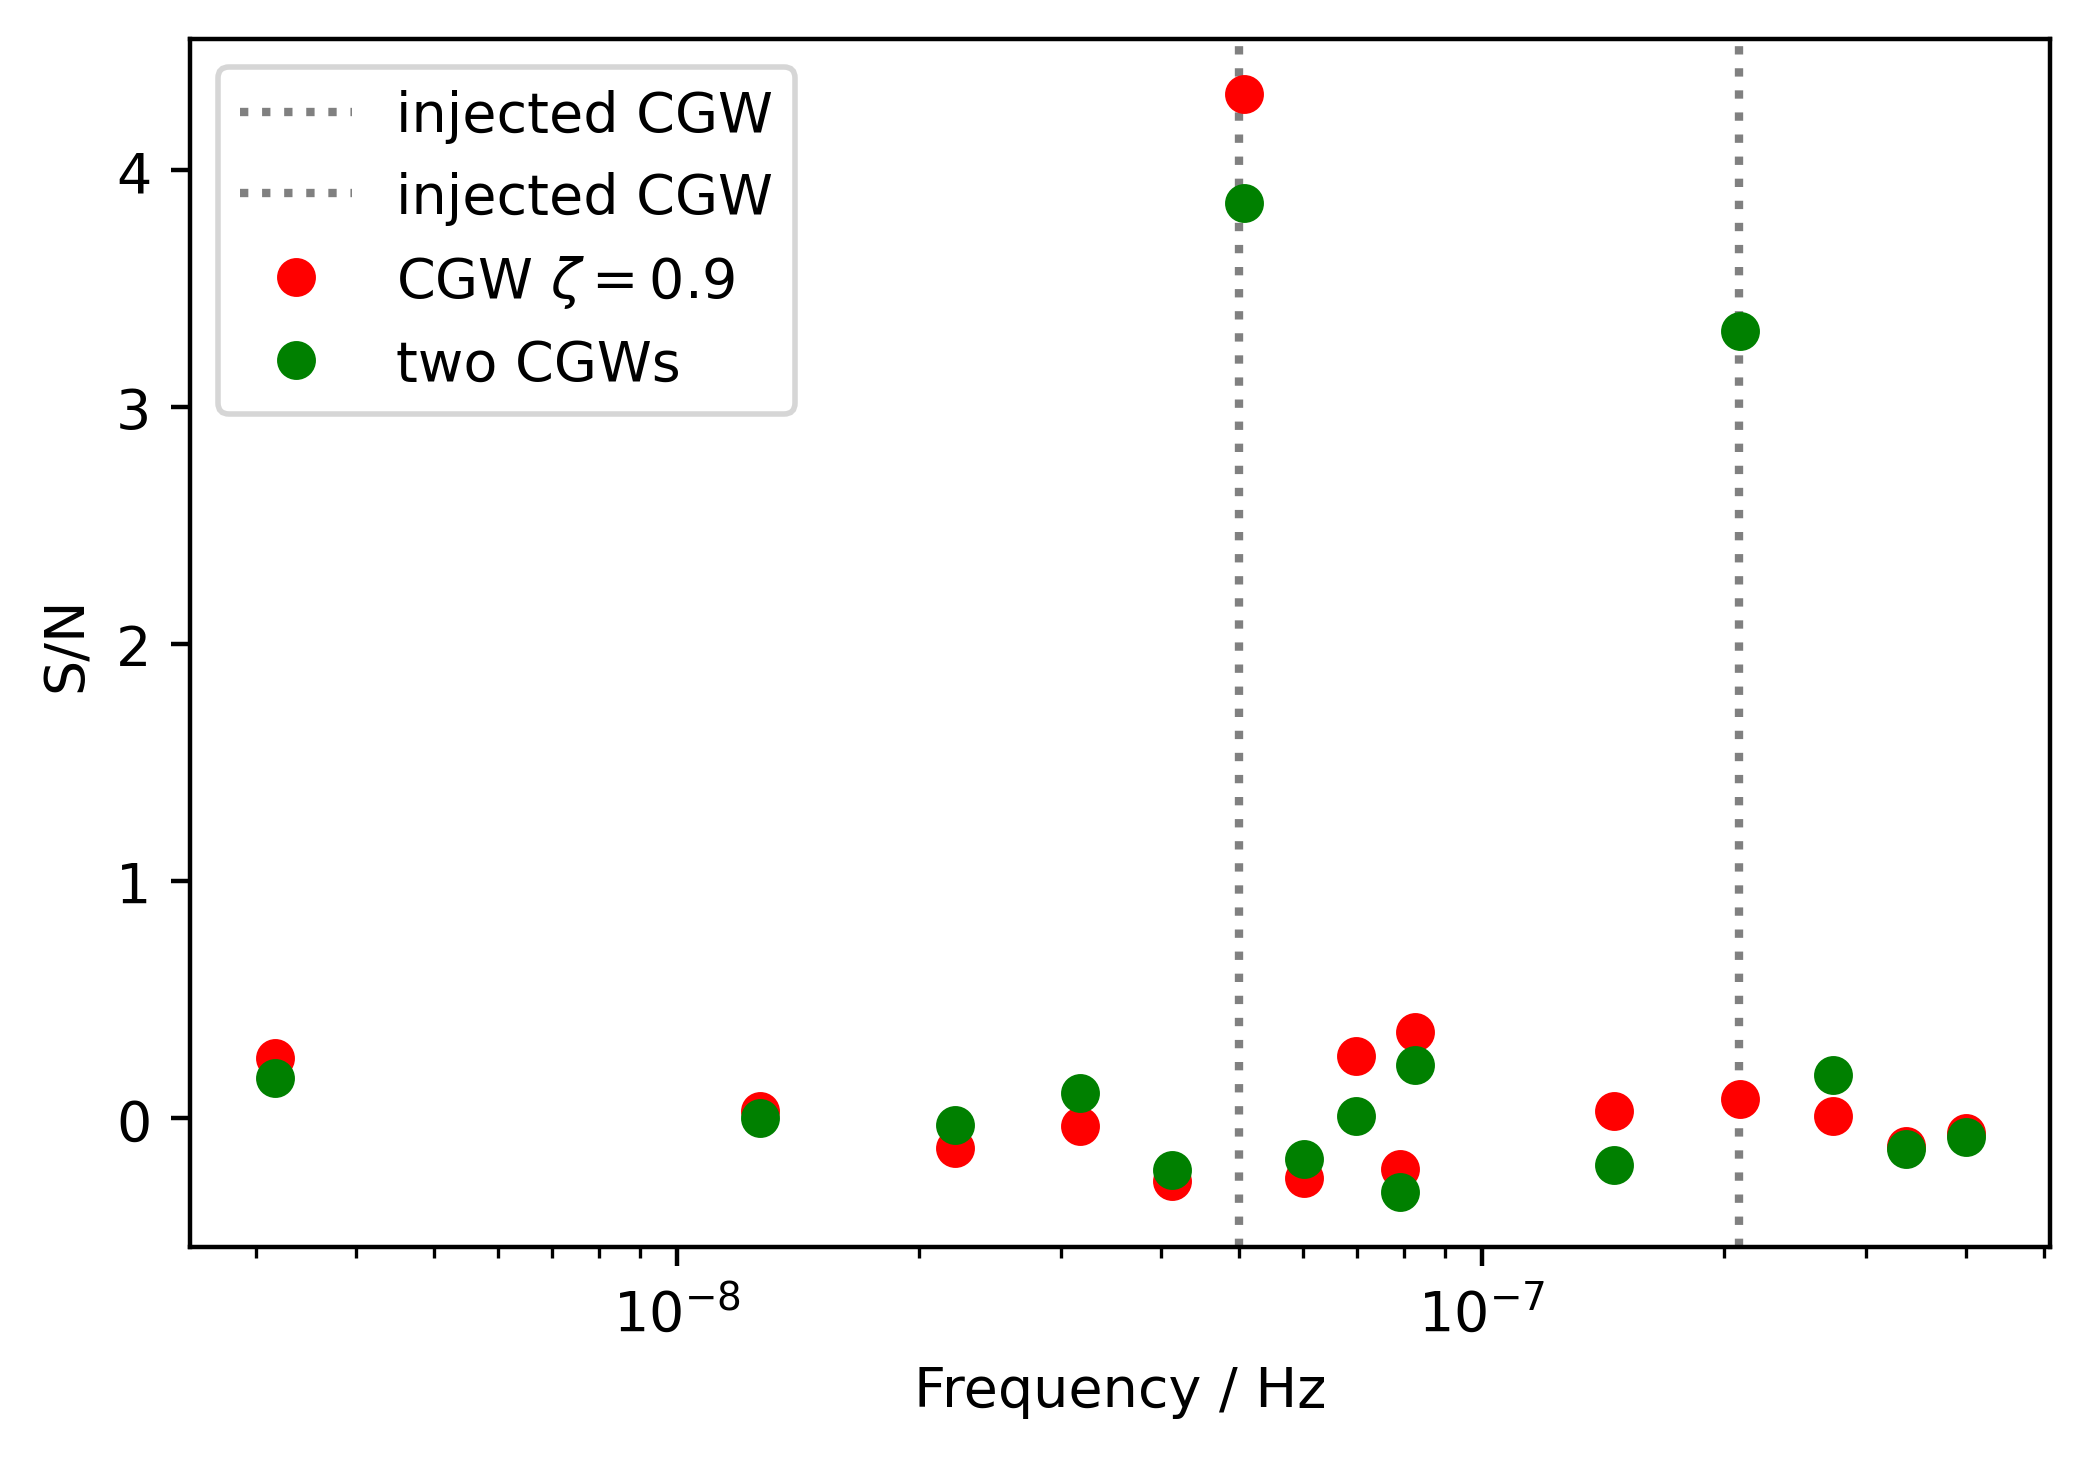 injected CGW
injected CGW
CGW ζ = 0.9
two CGWs
4
3
2
1
0
S/N
10⁻⁸
10⁻⁷
Frequency / Hz